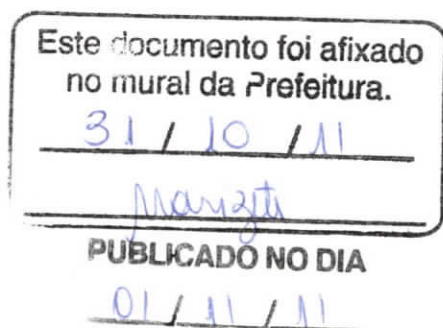 Este documento foi afixado
no mural da Prefeitura.
31 / 10 / 11
PUBLICADO NO DIA
01 / 11 / 11